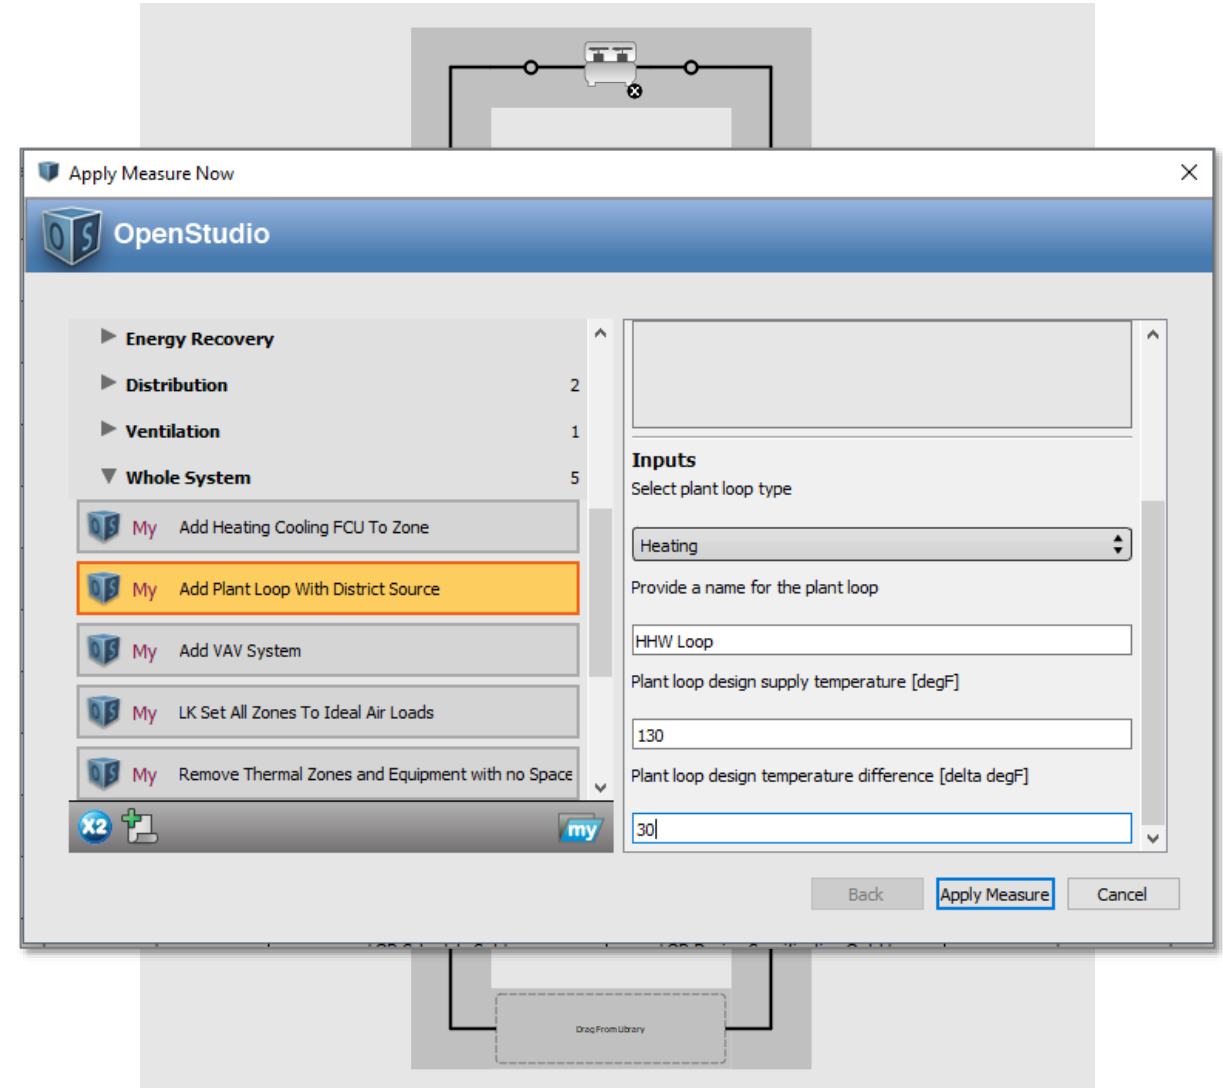 Apply Measure Now
OS OpenStudio
Energy Recovery
Distribution 2
Ventilation 1
Whole System 5
My Add Heating Cooling FCU To Zone
My Add Plant Loop With District Source
My Add VAV System
My LK Set All Zones To Ideal Air Loads
My Remove Thermal Zones and Equipment with no Space
X2
my
Inputs
Select plant loop type
Heating
Provide a name for the plant loop
HHW Loop
Plant loop design supply temperature [degF]
130
Plant loop design temperature difference [delta degF]
30
Back Apply Measure Cancel
Drag From Library